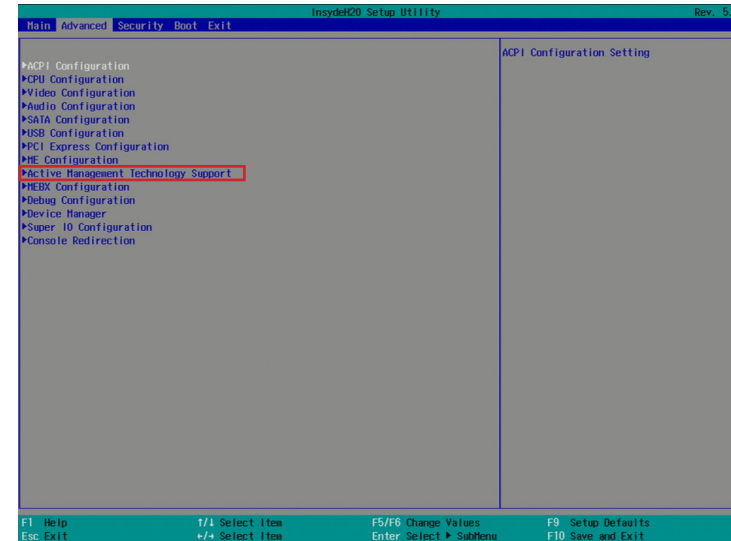 InsydeH20 Setup Utility Rev. 5.
Main Advanced Security Boot Exit
ACPI Configuration Setting
▶ACPI Configuration
▶CPU Configuration
▶Video Configuration
▶Audio Configuration
▶SATA Configuration
▶USB Configuration
▶PCI Express Configuration
▶ME Configuration
▶Active Management Technology Support
▶MEBX Configuration
▶Debug Configuration
▶Device Manager
▶Super IO Configuration
▶Console Redirection
F1 Help ↑/↓ Select Item F5/F6 Change Values F9 Setup Defaults
Esc Exit ←/→ Select Item Enter Select ▶ SubMenu F10 Save and Exit